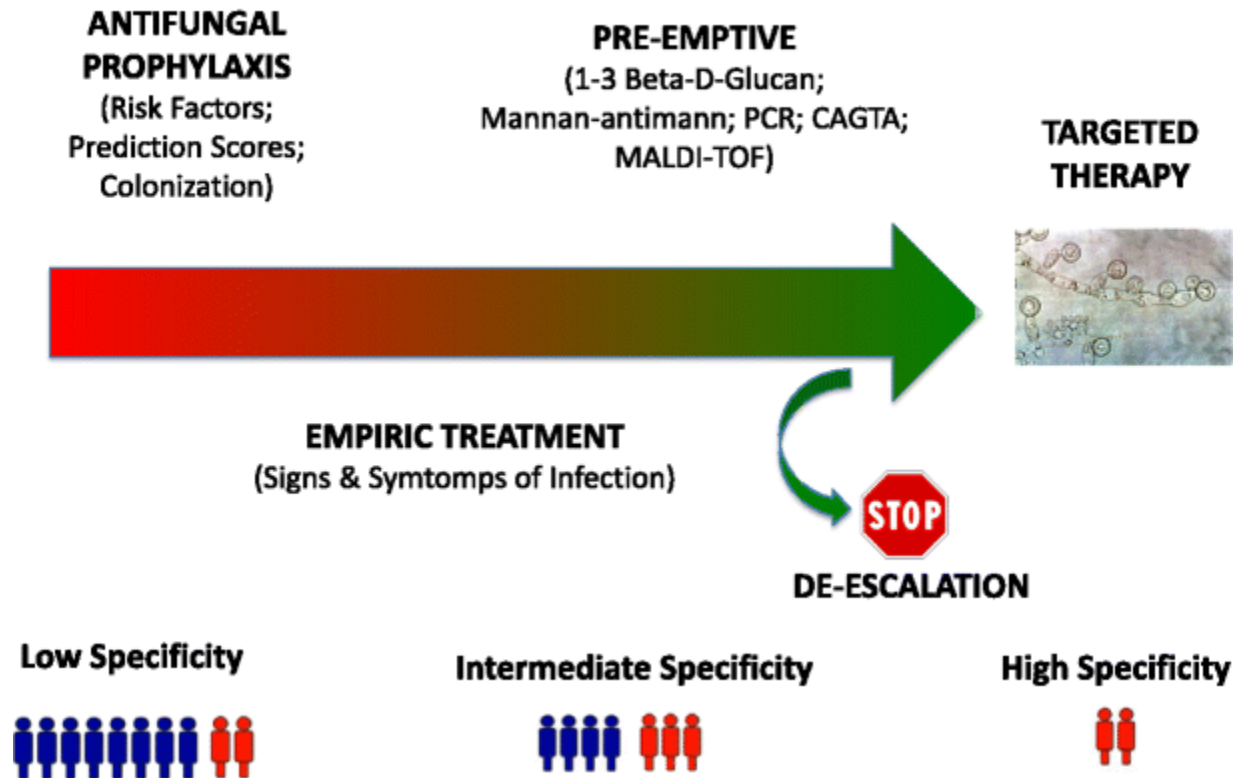 ANTIFUNGAL
PROPHYLAXIS
(Risk Factors;
Prediction Scores;
Colonization)
PRE-EMPTIVE
(1-3 Beta-D-Glucan;
Mannan-antimann; PCR; CAGTA;
MALDI-TOF)
TARGETED
THERAPY
EMPIRIC TREATMENT
(Signs & Symtomps of Infection)
STOP
DE-ESCALATION
Low Specificity
Intermediate Specificity
High Specificity